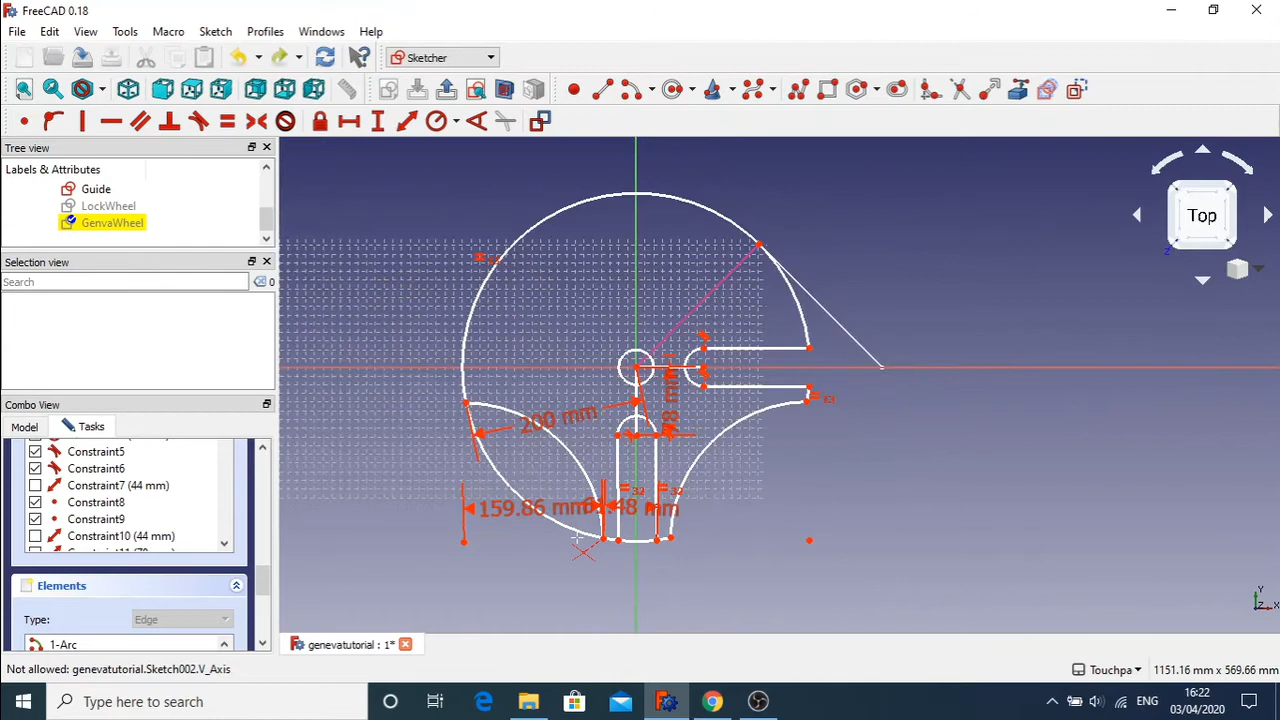 FreeCAD 0.18
File Edit View Tools Macro Sketch Profiles Windows Help
Sketcher
Tree view
Labels & Attributes
Guide
LockWheel
GenvaWheel
Selection view
Search
0
Combo View
Model Tasks
Constraint5
Constraint6
Constraint7 (44 mm)
Constraint8
Constraint9
Constraint10 (44 mm)
Elements
Type: Edge
1-Arc
200 mm
159.86 mm
Top
genevatutorial : 1*
Not allowed: genevatutorial.Sketch002.V_Axis
Touchpa
1151.16 mm x 569.66 mm
Type here to search
ENG
16:22
03/04/2020